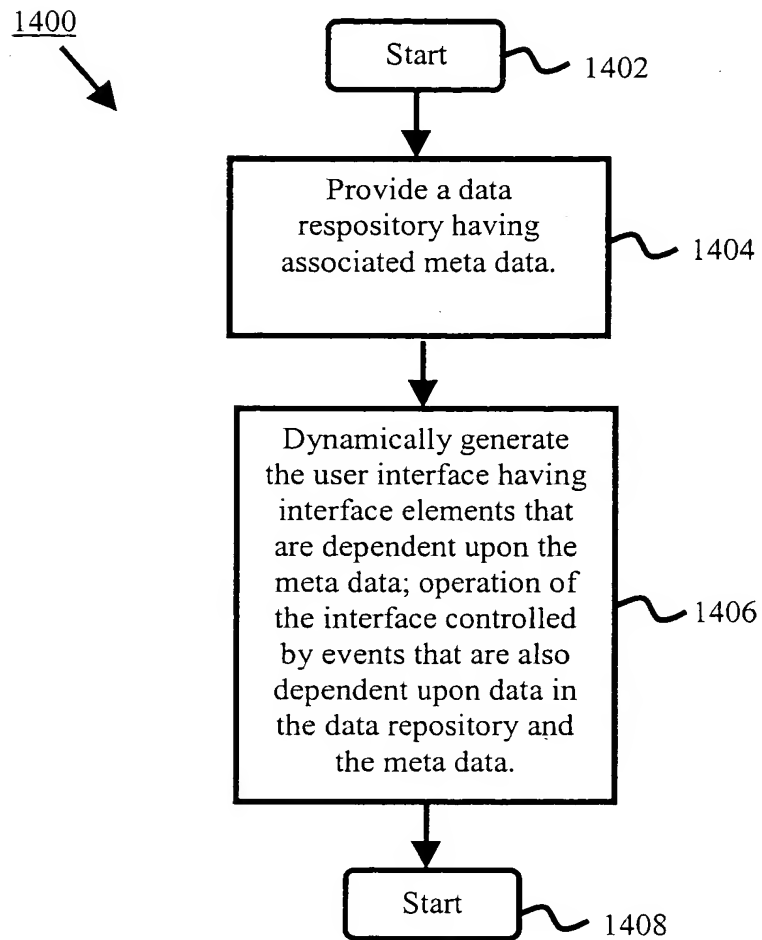 1400
Start
1402
Provide a data
respository having
associated meta data.
1404
Dynamically generate
the user interface having
interface elements that
are dependent upon the
meta data; operation of
the interface controlled
by events that are also
dependent upon data in
the data repository and
the meta data.
1406
Start
1408